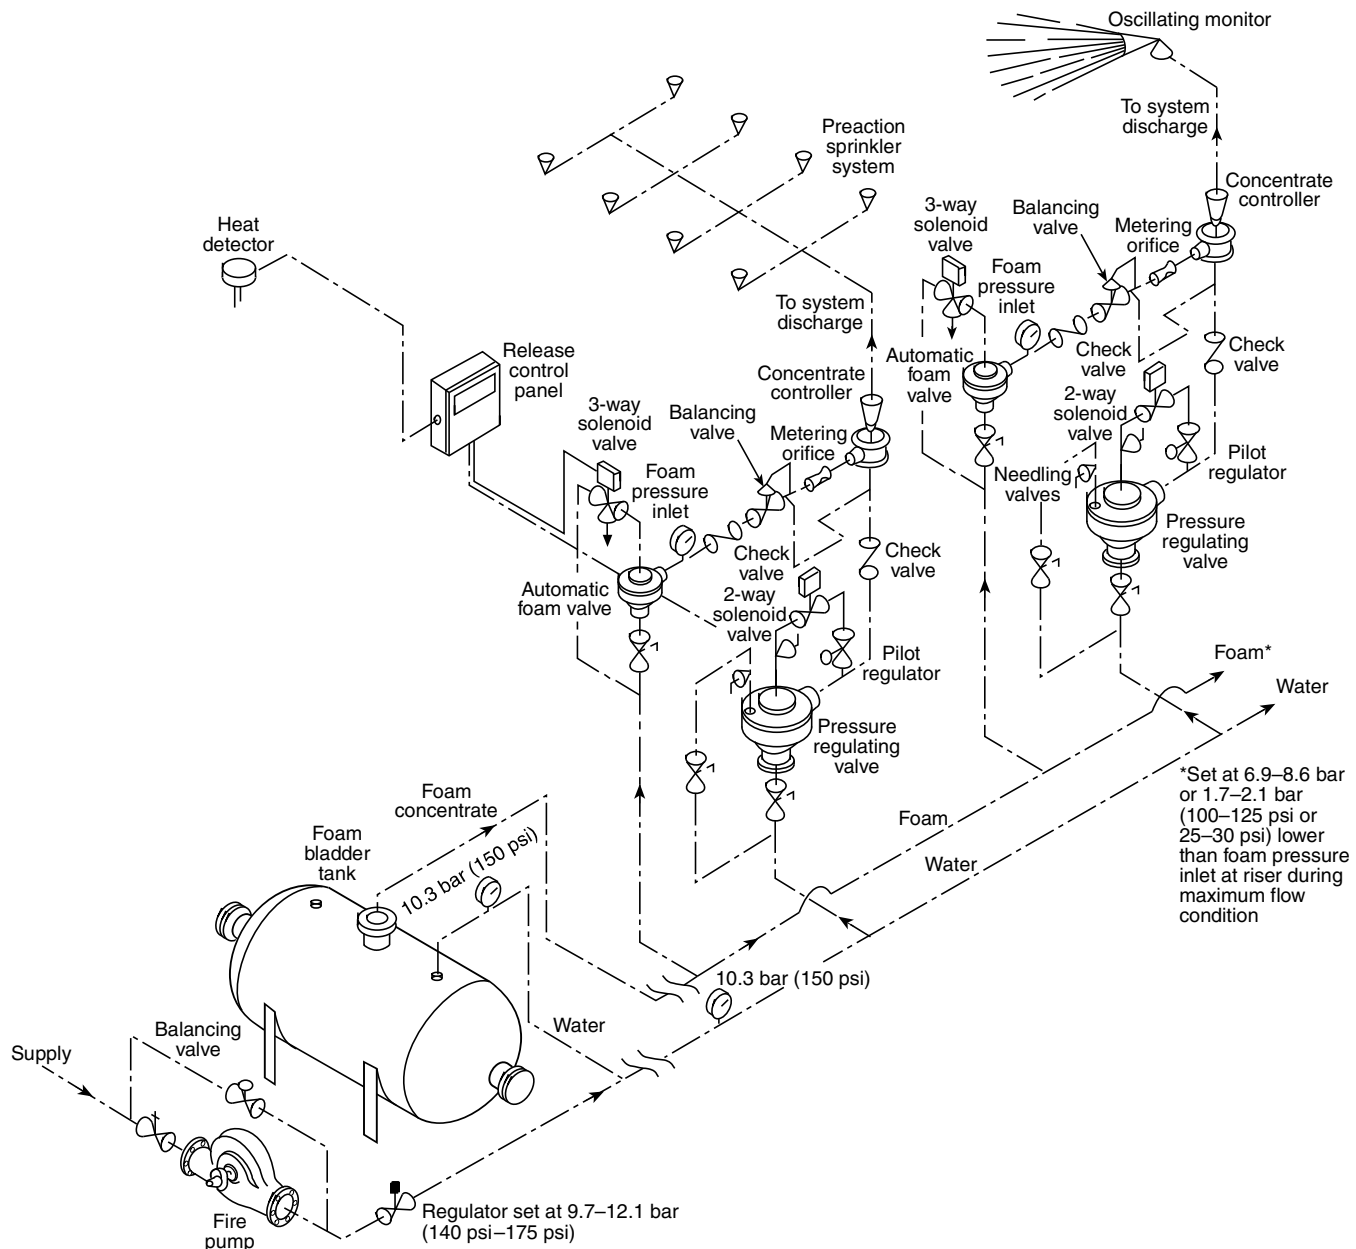 Oscillating monitor
To system
discharge
Preaction
sprinkler
system
Concentrate
controller
3-way
solenoid
valve
Balancing
valve
Metering
orifice
Heat
detector
Foam
pressure
inlet
To system
discharge
Release
control
panel
Automatic
foam
valve
Check
valve
Check
valve
Concentrate
controller
2-way
solenoid
valve
3-way
solenoid
valve
Balancing
valve
Metering
orifice
Pilot
regulator
Foam
pressure
inlet
Needling
valves
Pressure
regulating
valve
Check
valve
Check
valve
Automatic
foam valve
2-way
solenoid
valve
Pilot
regulator
Foam*
Water
Pressure
regulating
valve
*Set at 6.9–8.6 bar
or 1.7–2.1 bar
(100–125 psi or
25–30 psi) lower
than foam pressure
inlet at riser during
maximum flow
condition
Foam
concentrate
Foam
Foam
bladder
tank
10.3 bar (150 psi)
Water
10.3 bar (150 psi)
Water
Balancing
valve
Supply
Regulator set at 9.7–12.1 bar
(140 psi–175 psi)
Fire
pump